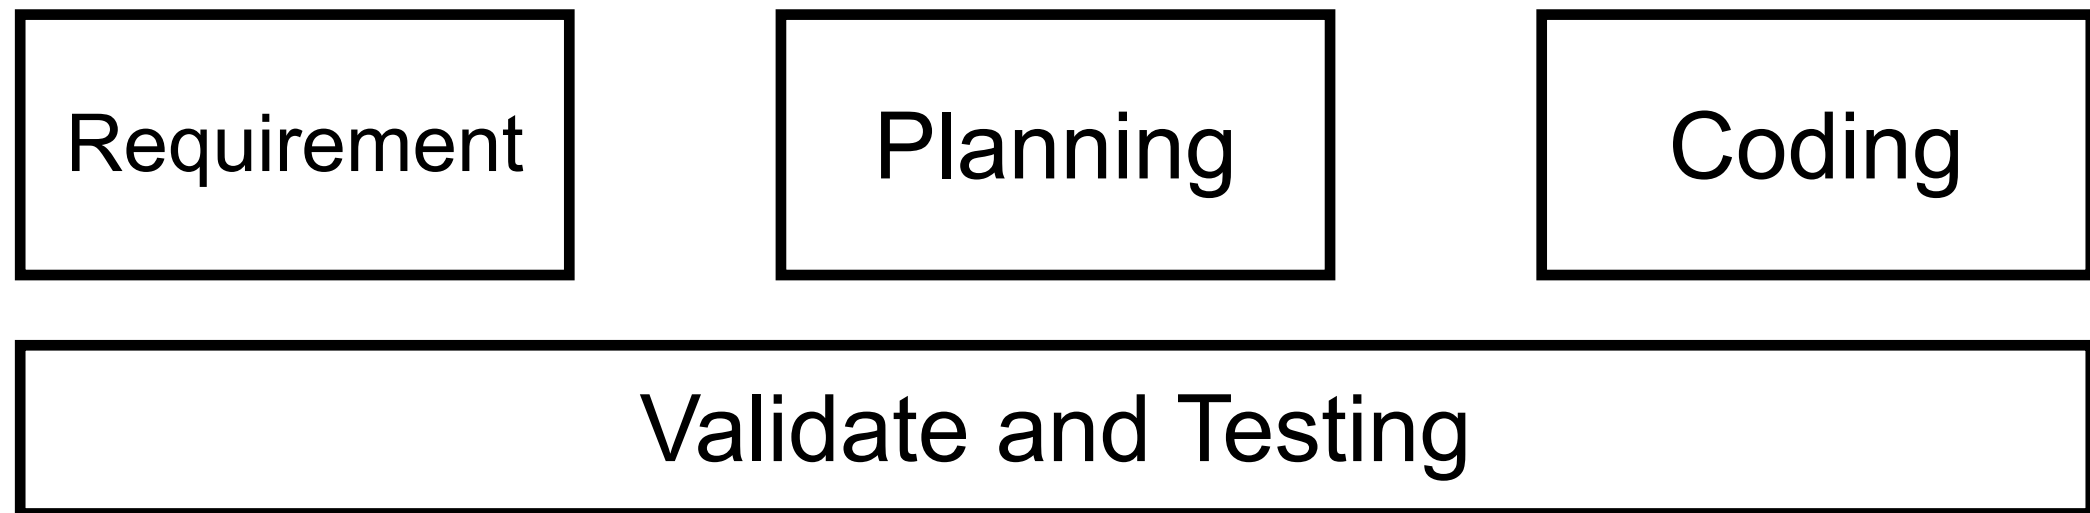 Requirement
Planning
Coding
Validate and Testing